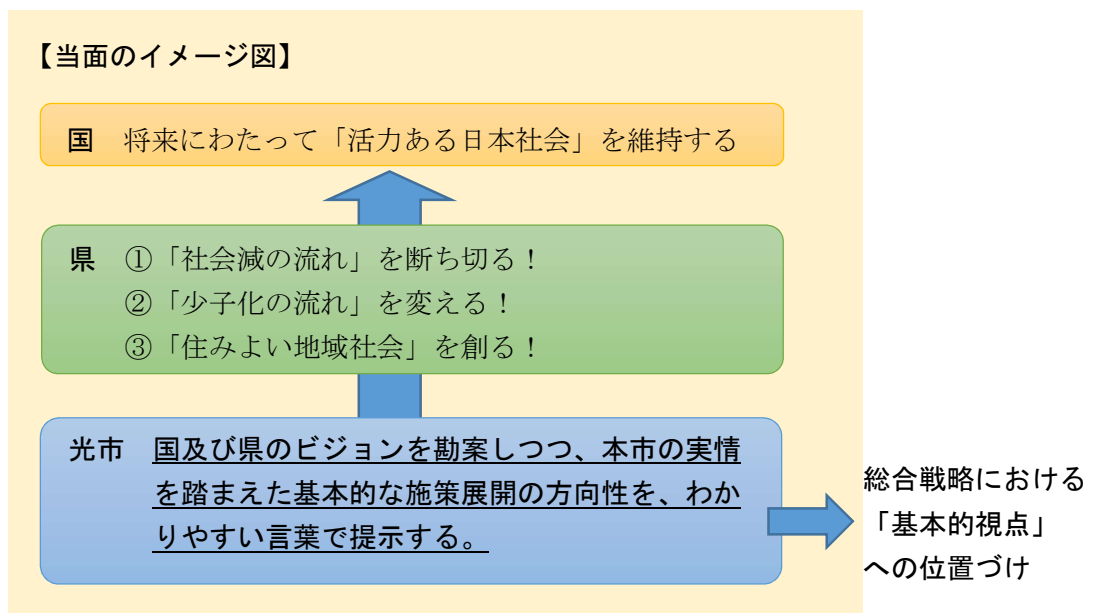 【当面のイメージ図】
国 将来にわたって「活力ある日本社会」を維持する
県 ①「社会減の流れ」を断ち切る!
②「少子化の流れ」を変える!
③「住みよい地域社会」を創る!
光市 国及び県のビジョンを勘案しつつ、本市の実情
を踏まえた基本的な施策展開の方向性を、わか
りやすい言葉で提示する。
総合戦略における
「基本的視点」
への位置づけ